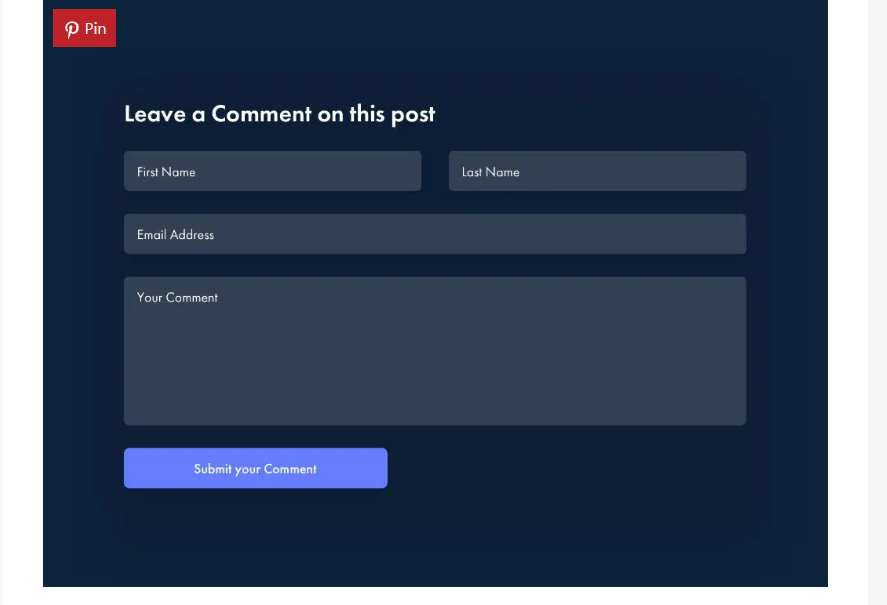 Pin
Leave a Comment on this post
First Name
Last Name
Email Address
Your Comment
Submit your Comment